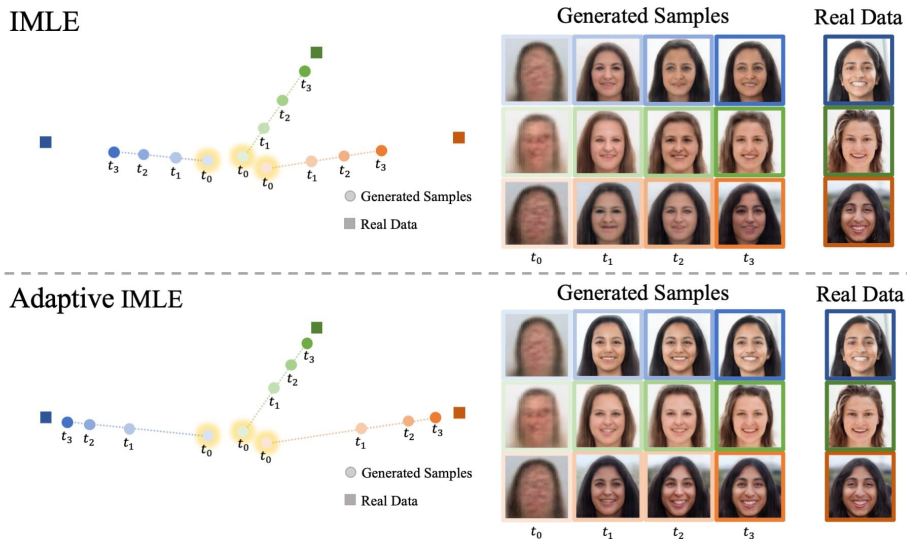 IMLE
Generated Samples
Real Data
t₃
t₂
t₁
t₃
t₂
t₁
t₀
t₀
t₀
t₁
t₂
t₃
Generated Samples
Real Data
t₀
t₁
t₂
t₃
Adaptive IMLE
Generated Samples
Real Data
t₃
t₂
t₁
t₃
t₂
t₁
t₀
t₀
t₀
t₁
t₂
t₃
Generated Samples
Real Data
t₀
t₁
t₂
t₃